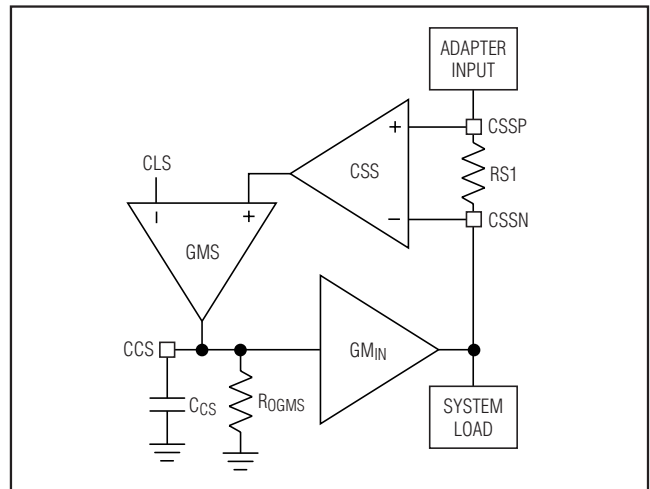 ADAPTER
INPUT
CSSP
+
CLS
CSS
RS1
− +
−
CSSN
GMS
CCS
GMIN
CCS
ROGMS
SYSTEM
LOAD